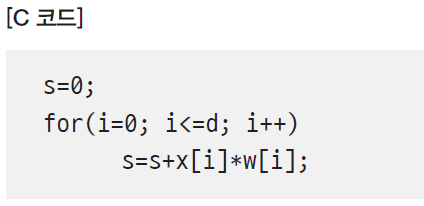 [C 코드]
s=0;
for(i=0; i<=d; i++)
s=s+x[i]*w[i];